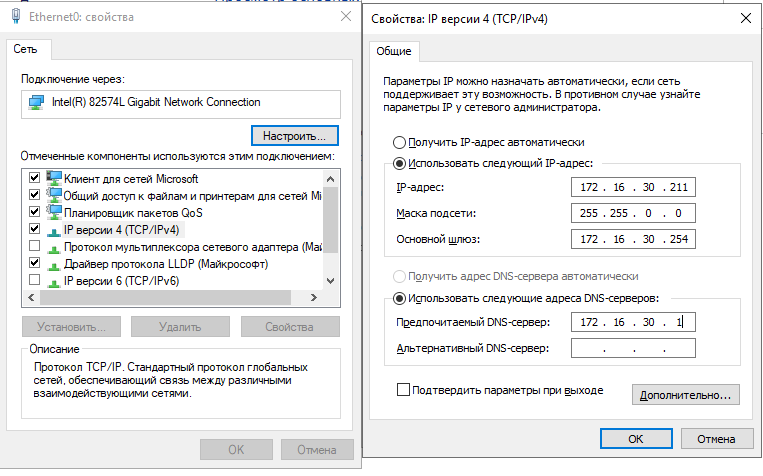 Ethernet0: свойства
Сеть
Подключение через:
Intel(R) 82574L Gigabit Network Connection
Настроить...
Отмеченные компоненты используются этим подключением:
Клиент для сетей Microsoft
Общий доступ к файлам и принтерам для сетей Mi
Планировщик пакетов QoS
IP версии 4 (TCP/IPv4)
Протокол мультиплексора сетевого адаптера (Май
Драйвер протокола LLDP (Майкрософт)
IP версии 6 (TCP/IPv6)
Установить...
Удалить
Свойства
Описание
Протокол TCP/IP. Стандартный протокол глобальных
сетей, обеспечивающий связь между различными
взаимодействующими сетями.
OK
Отмена
Свойства: IP версии 4 (TCP/IPv4)
Общие
Параметры IP можно назначать автоматически, если сеть
поддерживает эту возможность. В противном случае узнайте
параметры IP у сетевого администратора.
Получить IP-адрес автоматически
Использовать следующий IP-адрес:
IP-адрес: 172 . 16 . 30 . 211
Маска подсети: 255 . 255 . 0 . 0
Основной шлюз: 172 . 16 . 30 . 254
Получить адрес DNS-сервера автоматически
Использовать следующие адреса DNS-серверов:
Предпочитаемый DNS-сервер: 172 . 16 . 30 . 1
Альтернативный DNS-сервер: . . .
Подтвердить параметры при выходе
Дополнительно...
OK
Отмена